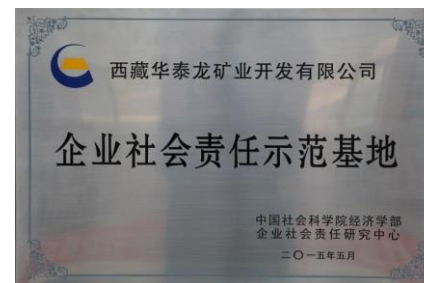 西藏华泰龙矿业开发有限公司
企业社会责任示范基地
中国社会科学院经济学部
企业社会责任研究中心
二〇一五年五月